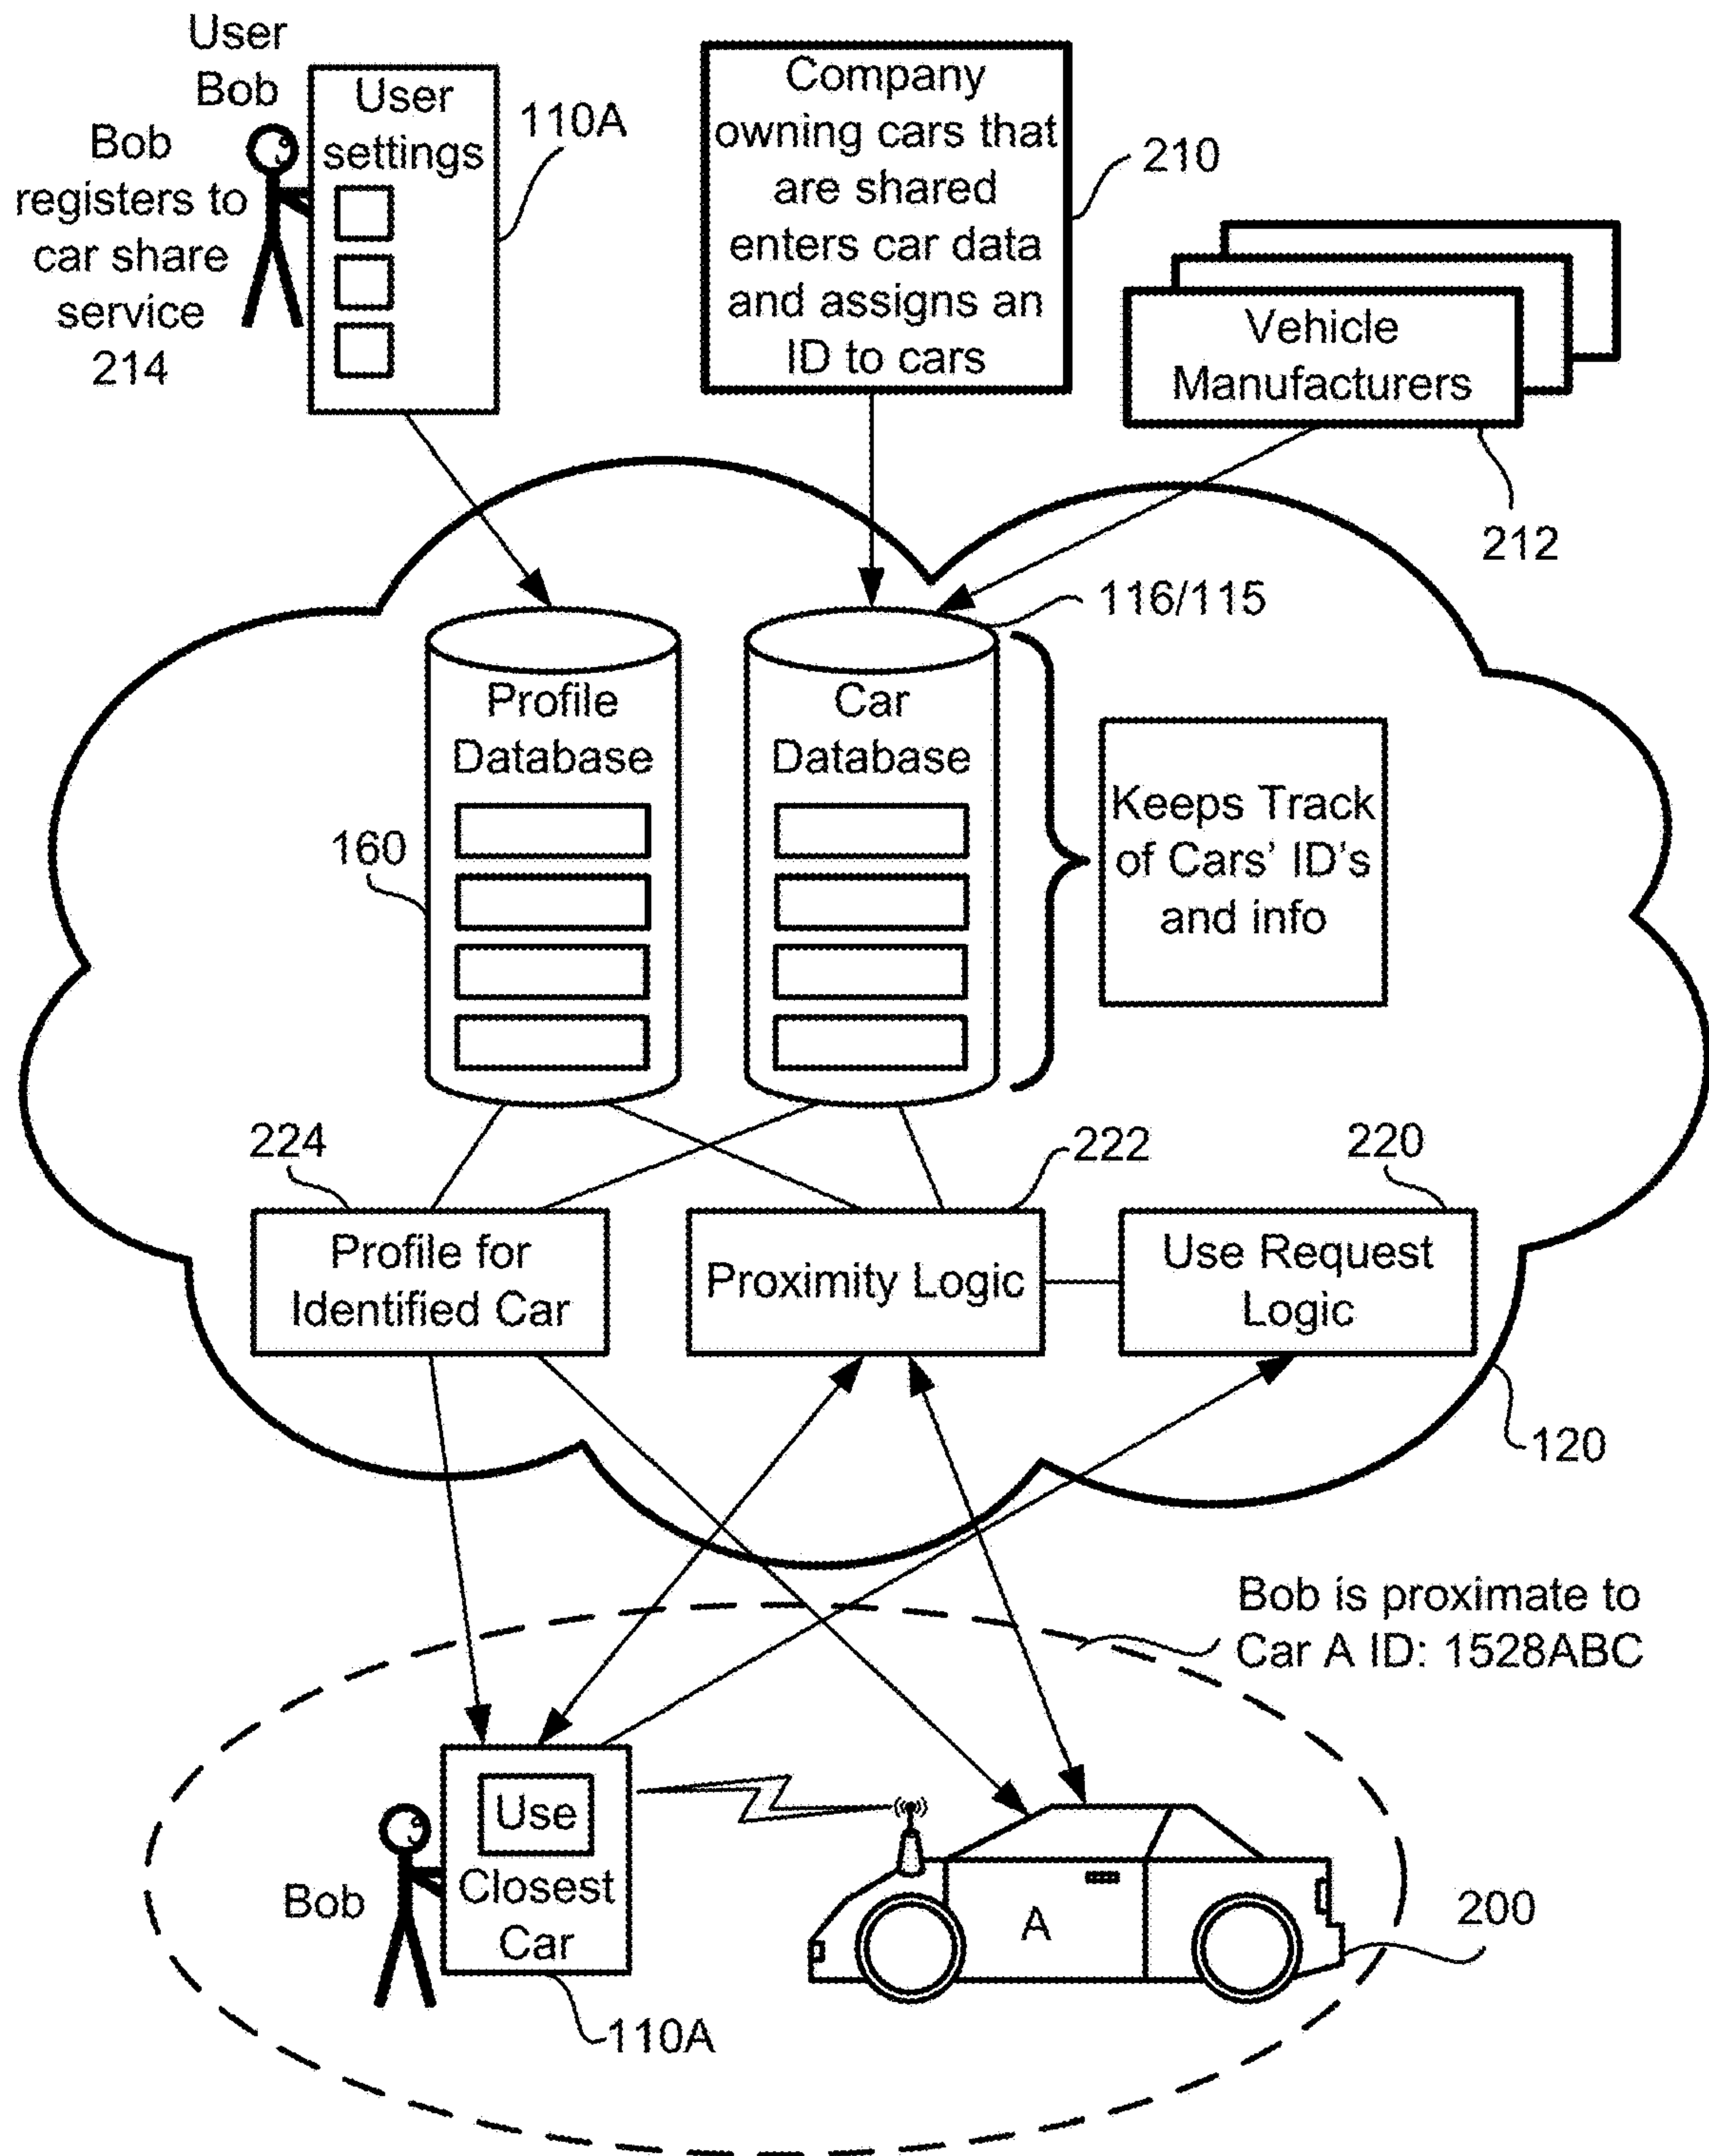 User
Bob
Bob
registers to
car share
service
214
User
settings
110A
Company
owning cars that
are shared
enters car data
and assigns an
ID to cars
210
Vehicle
Manufacturers
212
116/115
Profile
Database
Car
Database
Keeps Track
of Cars' ID's
and info
160
224
222
220
Profile for
Identified Car
Proximity Logic
Use Request
Logic
120
Bob is proximate to
Car A ID: 1528ABC
Use
Closest
Car
Bob
A
200
110A